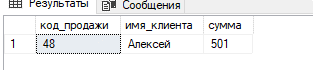 Результаты Сообщения
код_продажи имя_клиента сумма
1 48 Алексей 501